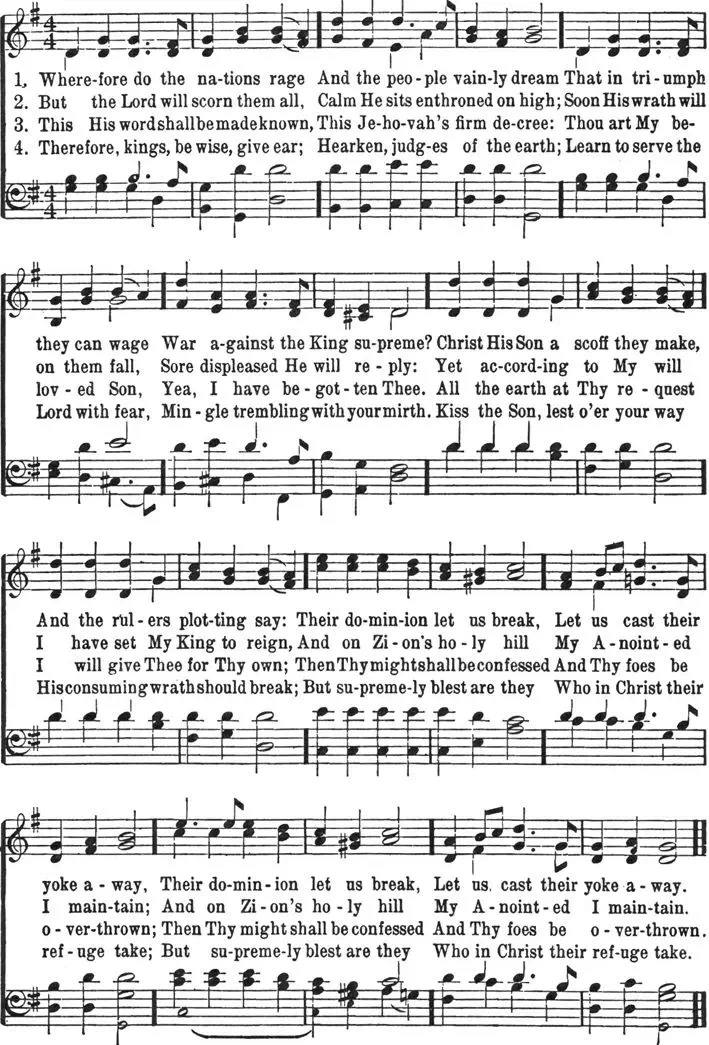 1. Where-fore do the na-tions rage And the peo-ple vain-ly dream That in tri-umph
2. But the Lord will scorn them all, Calm He sits enthroned on high; Soon His wrath will
3. This His word shall be made known, This Je-ho-vah's firm de-cree: Thou art My be-
4. Therefore, kings, be wise, give ear; Hearken, judg-es of the earth; Learn to serve the
they can wage War a-gainst the King su-preme? Christ His Son a scoff they make,
on them fall, Sore displeased He will re-ply: Yet ac-cord-ing to My will
lov-ed Son, Yea, I have be-got-ten Thee. All the earth at Thy re-quest
Lord with fear, Min-gle trembling with your mirth. Kiss the Son, lest o'er your way
And the rul-ers plot-ting say: Their do-min-ion let us break, Let us cast their
I have set My King to reign, And on Zi-on's ho-ly hill My A-noint-ed
I will give Thee for Thy own; Then Thy might shall be confessed And Thy foes be
His consuming wrath should break; But su-preme-ly blest are they Who in Christ their
yoke a-way, Their do-min-ion let us break, Let us cast their yoke a-way.
I main-tain; And on Zi-on's ho-ly hill My A-noint-ed I main-tain.
o-ver-thrown; Then Thy might shall be confessed And Thy foes be o-ver-thrown.
ref-uge take; But su-preme-ly blest are they Who in Christ their ref-uge take.